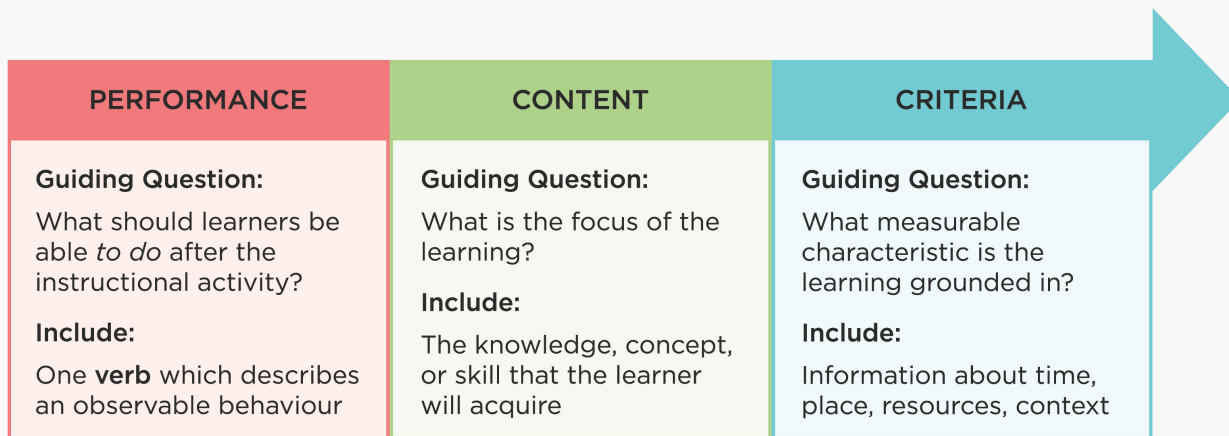 PERFORMANCE
Guiding Question:
What should learners be
able to do after the
instructional activity?
Include:
One verb which describes
an observable behaviour
CONTENT
Guiding Question:
What is the focus of the
learning?
Include:
The knowledge, concept,
or skill that the learner
will acquire
CRITERIA
Guiding Question:
What measurable
characteristic is the
learning grounded in?
Include:
Information about time,
place, resources, context